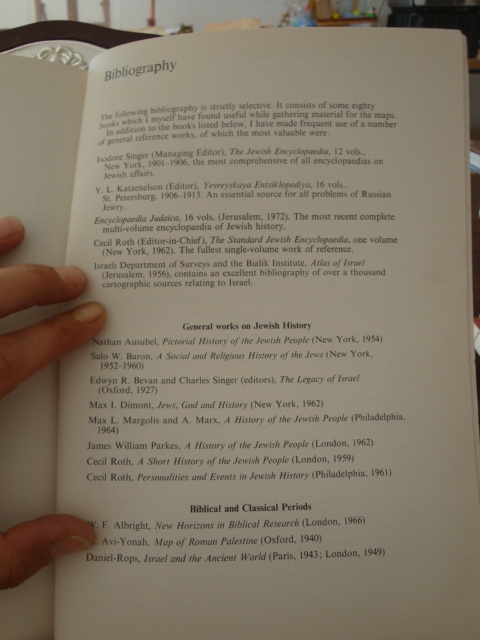 Bibliography
The following bibliography is strictly selective. It consists of some eighty
books which I myself have found useful while gathering material for the maps.
In addition to the books listed below, I have made frequent use of a number
of general reference works, of which the most valuable were:
Isodore Singer (Managing Editor), The Jewish Encyclopaedia, 12 vols.,
New York, 1901–1906, the most comprehensive of all encyclopaedias on
Jewish affairs.
Y. L. Katzenelson (Editor), Yevreyskaya Entsiklopediya, 16 vols.,
St. Petersburg, 1906–1913. An essential source for all problems of Russian
Jewry.
Encyclopaedia Judaica, 16 vols. (Jerusalem, 1972). The most recent complete
multi-volume encyclopaedia of Jewish history.
Cecil Roth (Editor-in-Chief), The Standard Jewish Encyclopaedia, one volume
(New York, 1962). The fullest single-volume work of reference.
Israeli Department of Surveys and the Bialik Institute, Atlas of Israel
(Jerusalem, 1956), contains an excellent bibliography of over a thousand
cartographic sources relating to Israel.
General works on Jewish History
Nathan Ausubel, Pictorial History of the Jewish People (New York, 1954)
Salo W. Baron, A Social and Religious History of the Jews (New York,
1952–1960)
Edwyn R. Bevan and Charles Singer (editors), The Legacy of Israel
(Oxford, 1927)
Max I. Dimont, Jews, God and History (New York, 1962)
Max L. Margolis and A. Marx, A History of the Jewish People (Philadelphia,
1964)
James William Parkes, A History of the Jewish People (London, 1962)
Cecil Roth, A Short History of the Jewish People (London, 1959)
Cecil Roth, Personalities and Events in Jewish History (Philadelphia, 1961)
Biblical and Classical Periods
W. F. Albright, New Horizons in Biblical Research (London, 1966)
Avi-Yonah, Map of Roman Palestine (Oxford, 1940)
Daniel-Rops, Israel and the Ancient World (Paris, 1943; London, 1949)